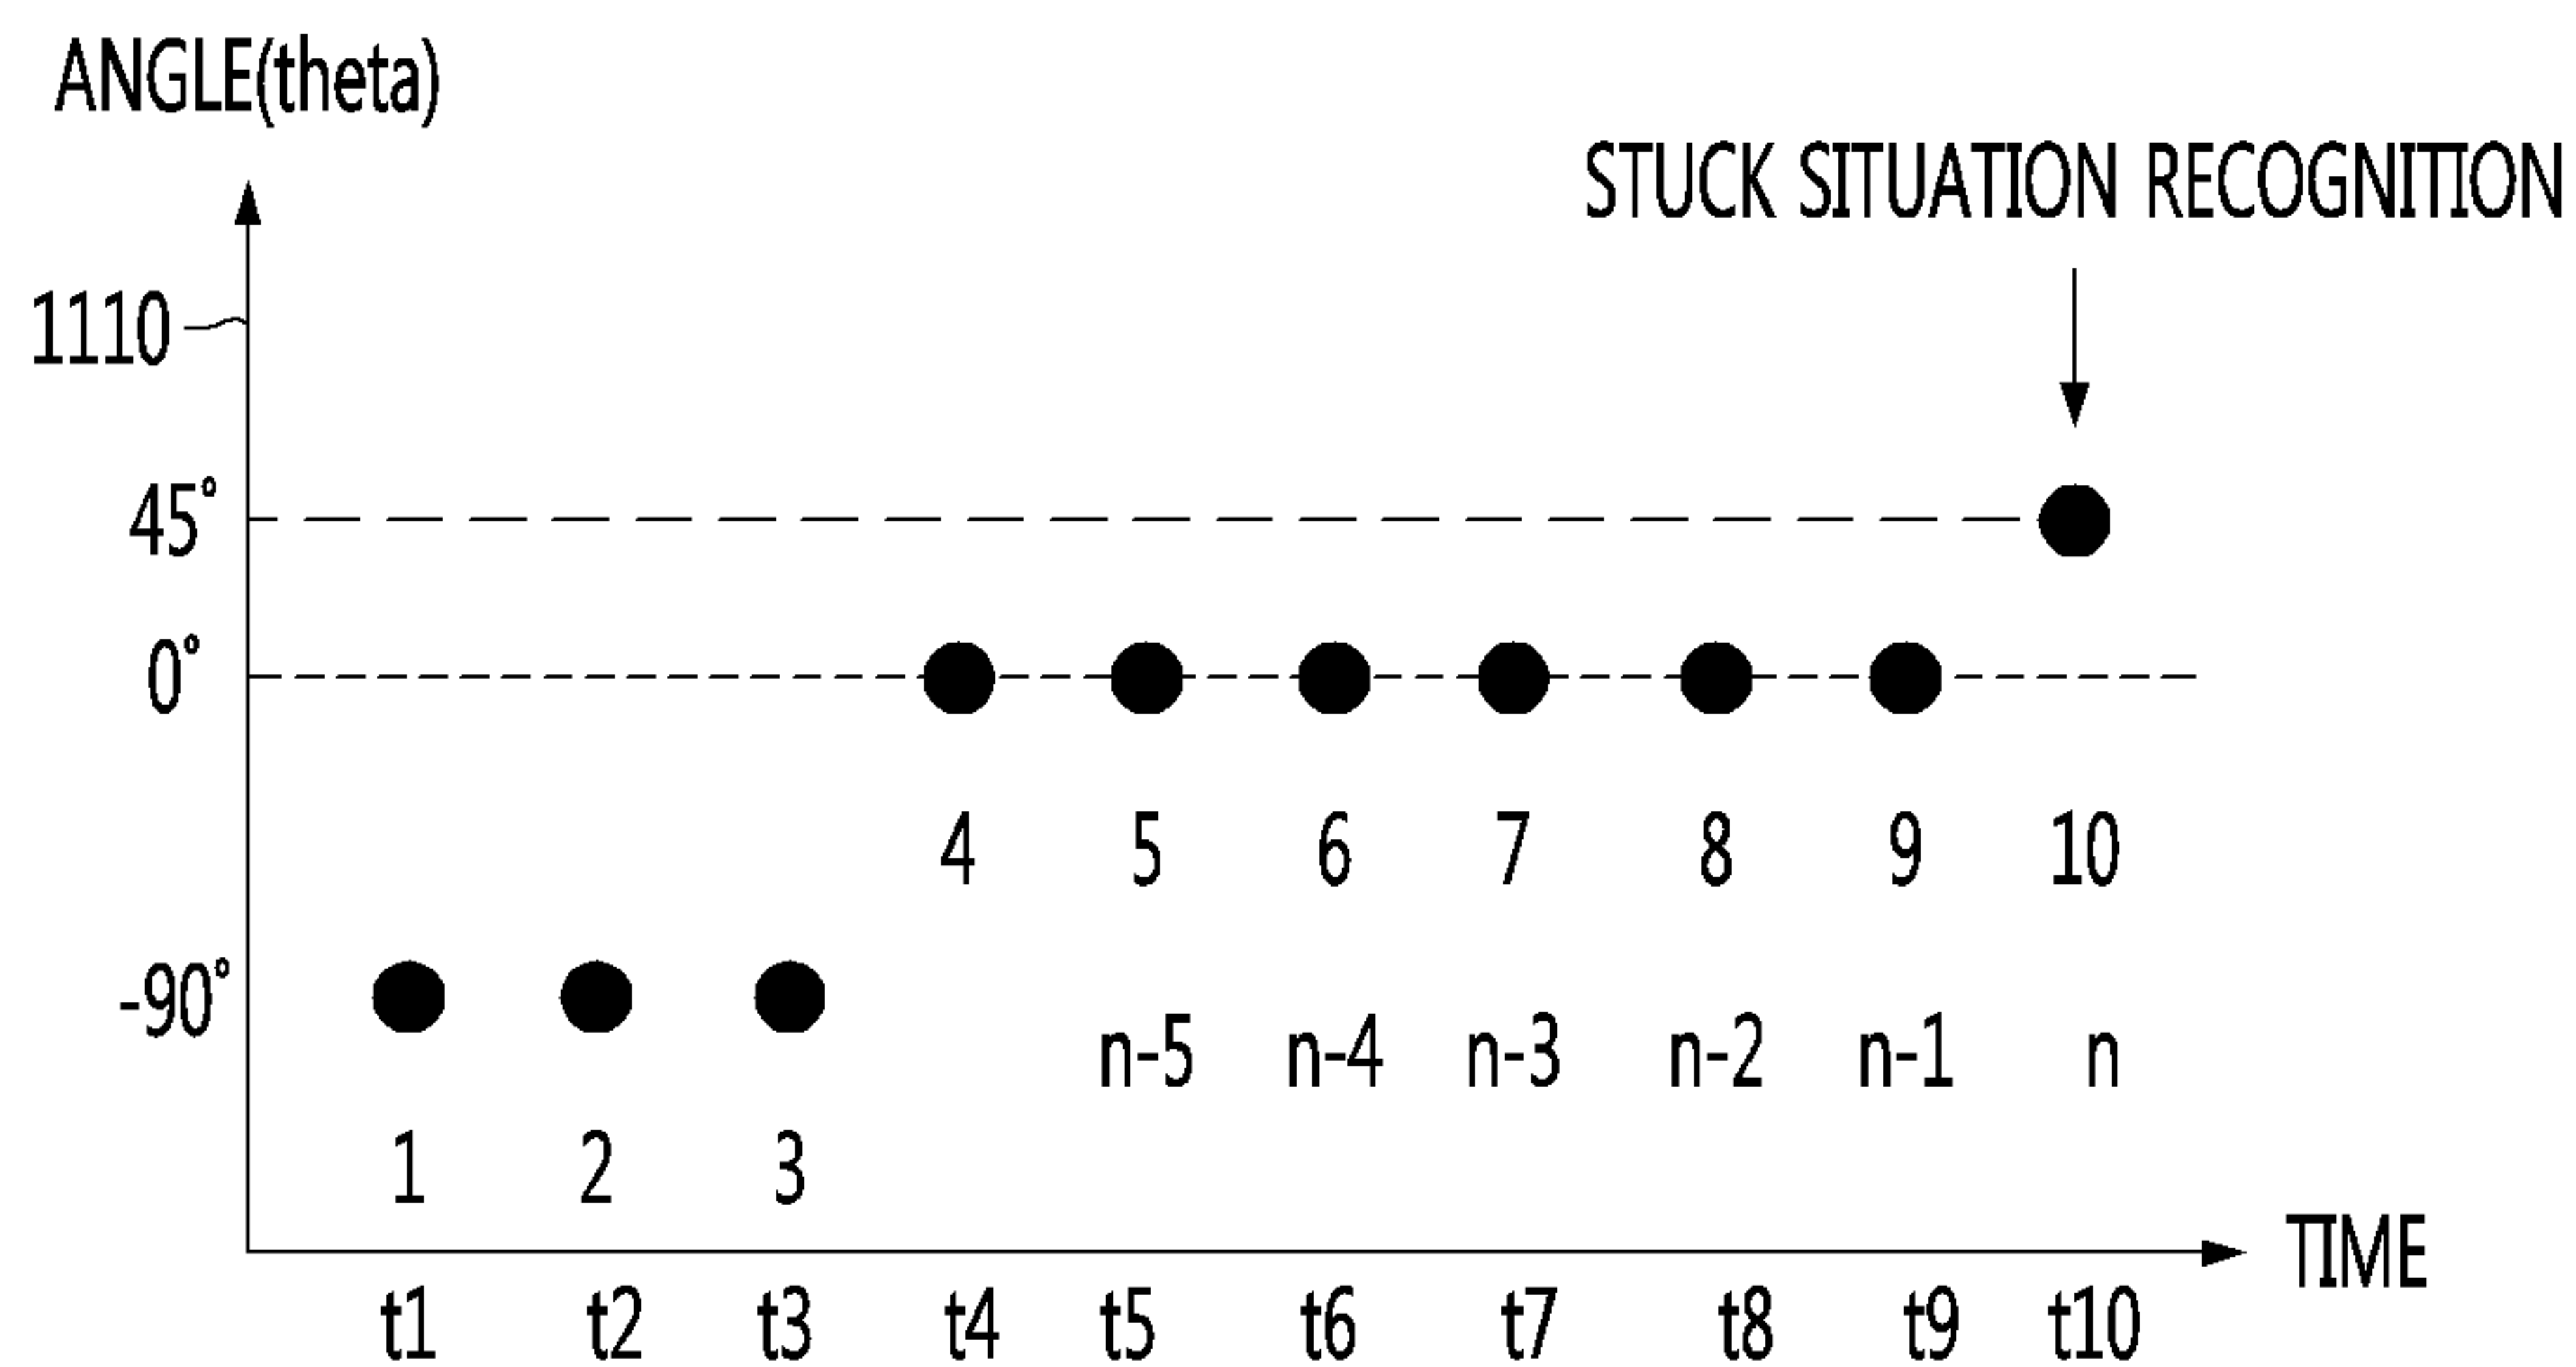 ANGLE(theta)
STUCK SITUATION RECOGNITION
1110
45°
0°
4 5 6 7 8 9 10
-90°
n-5 n-4 n-3 n-2 n-1 n
1 2 3
TIME
t1 t2 t3 t4 t5 t6 t7 t8 t9 t10